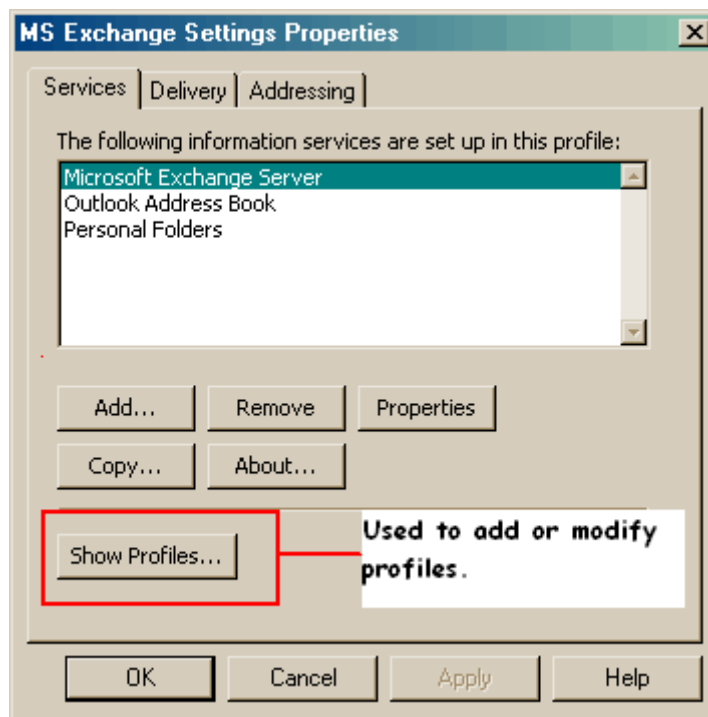 MS Exchange Settings Properties
Services Delivery Addressing
The following information services are set up in this profile:
Microsoft Exchange Server
Outlook Address Book
Personal Folders
Add... Remove Properties
Copy... About...
Show Profiles...
Used to add or modify
profiles.
OK Cancel Apply Help